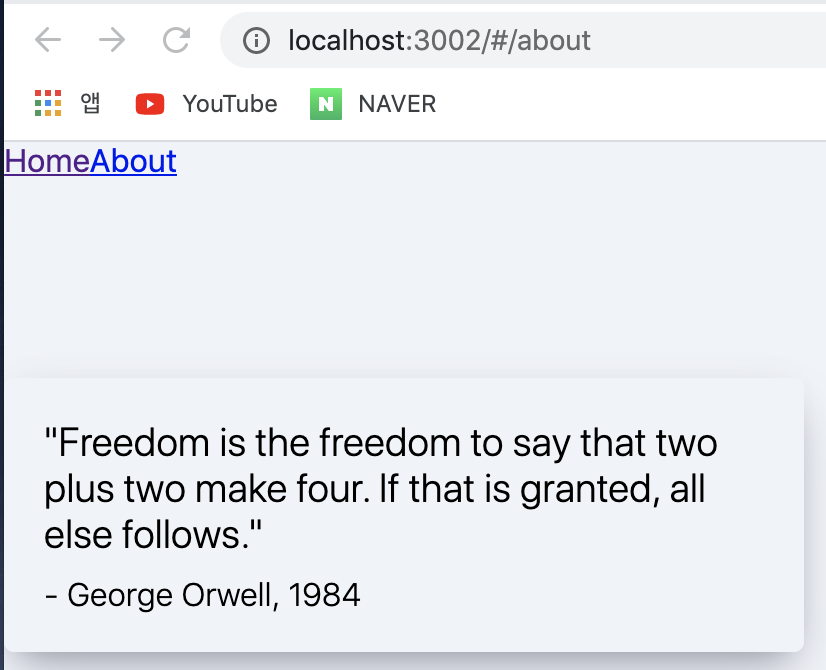 localhost:3002/#/about
앱 YouTube N NAVER
HomeAbout
"Freedom is the freedom to say that two
plus two make four. If that is granted, all
else follows."
- George Orwell, 1984